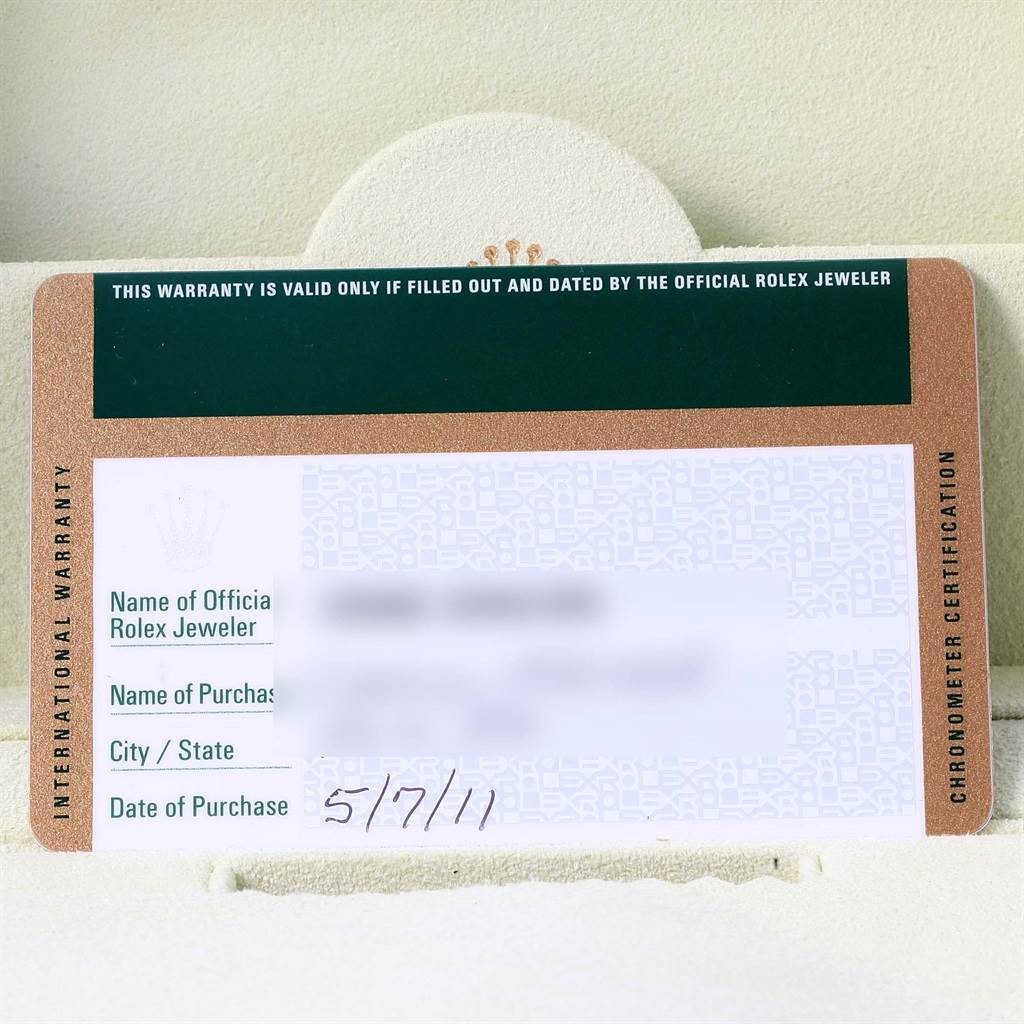 THIS WARRANTY IS VALID ONLY IF FILLED OUT AND DATED BY THE OFFICIAL ROLEX JEWELER
INTERNATIONAL WARRANTY
Name of Officia
Rolex Jeweler
Name of Purchas
City / State
Date of Purchase 5/7/11
CHRONOMETER CERTIFICATION